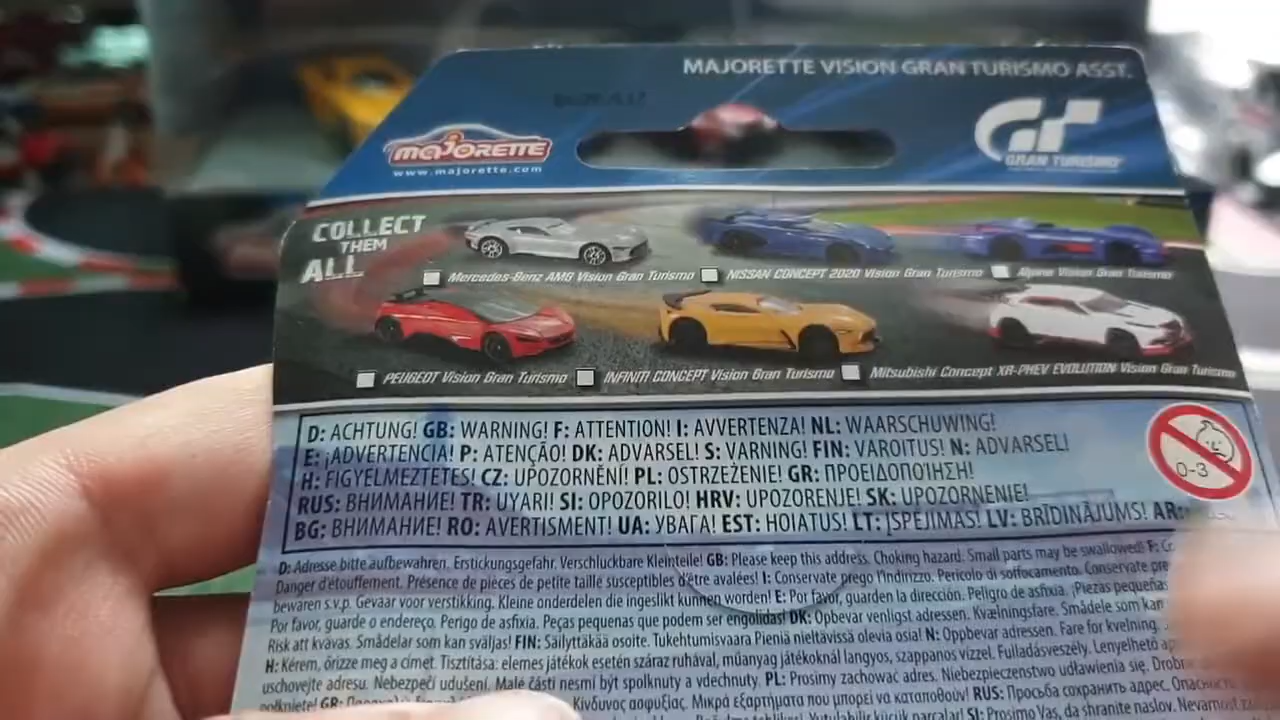 MAJORETTE VISION GRAN TURISMO ASST.
MAJORETTE
www.majorette.com
GT
GRAN TURISMO
COLLECT
THEM
ALL
Mercedes-Benz AMG Vision Gran Turismo
NISSAN CONCEPT 2020 Vision Gran Turismo
Alpine Vision Gran Turismo
PEUGEOT Vision Gran Turismo
INFINITI CONCEPT Vision Gran Turismo
Mitsubishi Concept XR-PHEV EVOLUTION Vision Gran Turismo
D: ACHTUNG! GB: WARNING! F: ATTENTION! I: AVVERTENZA! NL: WAARSCHUWING!
E: ¡ADVERTENCIA! P: ATENÇÃO! DK: ADVARSEL! S: VARNING! FIN: VAROITUS! N: ADVARSEL!
H: FIGYELMEZTETES! CZ: UPOZORNĚNÍ! PL: OSTRZEŻENIE! GR: ΠΡΟΕΙΔΟΠΟΊΗΣΗ!
RUS: ВНИМАНИЕ! TR: UYARI! SI: OPOZORILO! HRV: UPOZORENJE! SK: UPOZORNENIE!
BG: ВНИМАНИЕ! RO: AVERTISMENT! UA: УВАГА! EST: HOIATUS! LT: ĮSPĖJIMAS! LV: BRĪDINĀJUMS! AR:
0-3
D: Adresse bitte aufbewahren. Erstickungsgefahr. Verschluckbare Kleinteile! GB: Please keep this address. Choking hazard. Small parts may be swallowed! F:
Danger d'étouffement. Présence de pièces de petite taille susceptibles d'être avalées! I: Conservate prego l'indirizzo. Pericolo di soffocamento. Conservate
bewaren s.v.p. Gevaar voor verstikking. Kleine onderdelen die ingeslikt kunnen worden! E: Por favor, guarden la dirección. Peligro de asfixia. ¡Piezas pequeñas
Por favor, guarde o endereço. Perigo de asfixia. Peças pequenas que podem ser engolidas! DK: Opbevar venligst adressen. Kvælningsfare. Smådele som kan
Risk att kvävas. Smådelar som kan sväljas! FIN: Säilyttäkää osoite. Tukehtumisvaara Pieniä nieltävissä olevia osia! N: Oppbevar adressen. Fare for kvelning.
H: Kérem, őrizze meg a címet. Tisztítása: elemes játékok esetén száraz ruhával, műanyag játékoknál langyos, szappanos vízzel. Fulladásveszély. Lenyelhető
uschovejte adresu. Nebezpečí udušení. Malé části nesmí být spolknuty a vdechnuty. PL: Prosimy zachować adres. Niebezpieczeństwo udławienia się.
połknięte! GR: Κίνδυνος ασφυξίας. Μικρά εξαρτήματα που μπορεί να καταποθούν! RUS: Просьба сохранить адрес.
SI: Prosimo Vas, da shranite naslov.